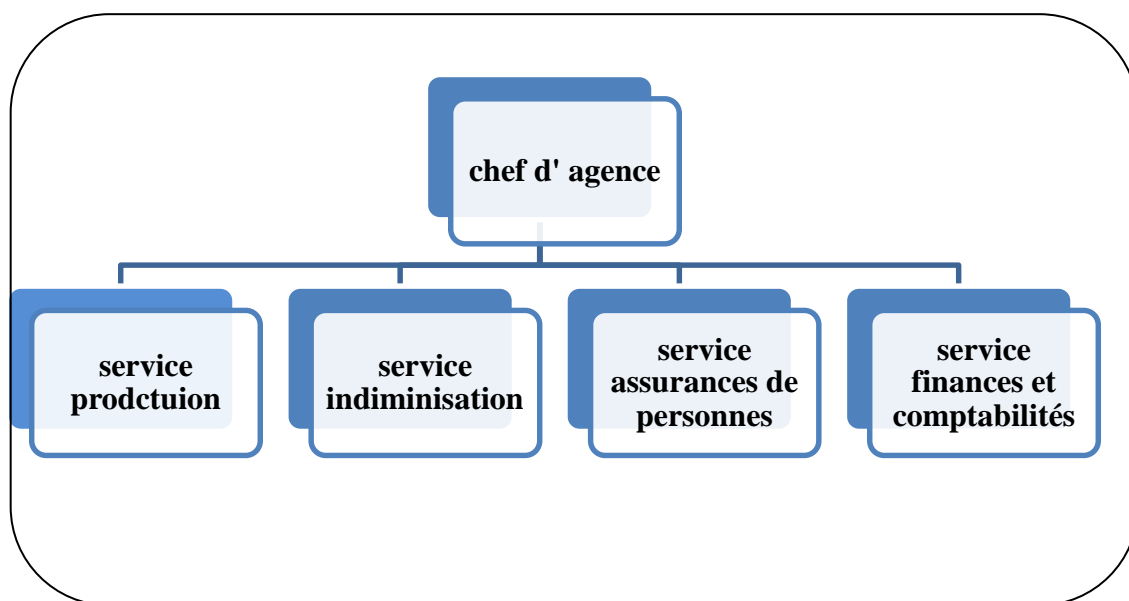 chef d' agence
service
prodctuion
service
indiminisation
service
assurances de
personnes
service
finances et
comptabilités